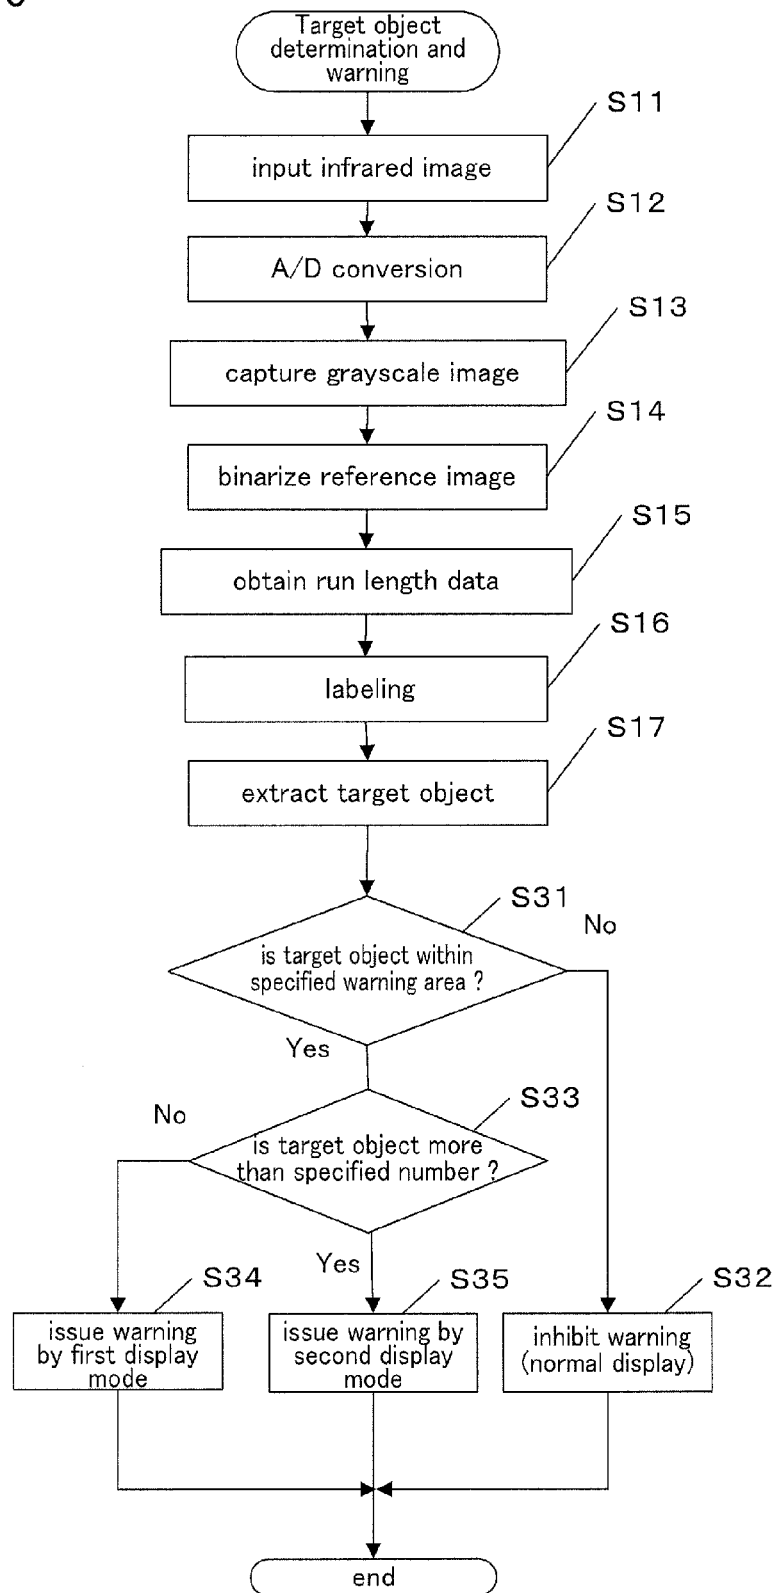 Target object
determination and
warning
S11
input infrared image
S12
A/D conversion
S13
capture grayscale image
S14
binarize reference image
S15
obtain run length data
S16
labeling
S17
extract target object
S31
No
is target object within
specified warning area ?
Yes
S33
No
is target object more
than specified number ?
Yes
S34
S35
S32
issue warning
by first display
mode
issue warning by
second display
mode
inhibit warning
(normal display)
end